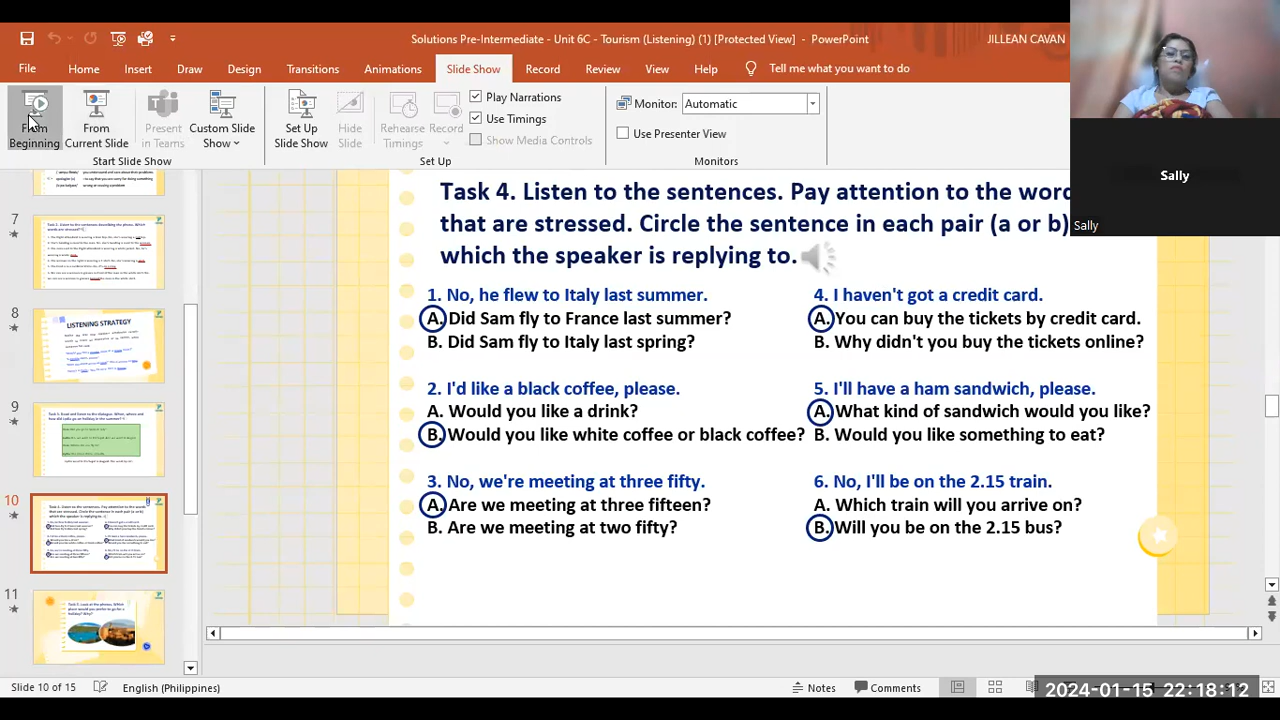 Solutions Pre-Intermediate - Unit 6C - Tourism (Listening) (1) [Protected View] - PowerPoint
JILLEAN CAVAN
File Home Insert Draw Design Transitions Animations Slide Show Record Review View Help Tell me what you want to do
From Beginning
From Current Slide
Present in Teams
Custom Slide Show
Start Slide Show
Set Up Slide Show
Hide Slide
Rehearse Timings
Record
Play Narrations
Use Timings
Show Media Controls
Set Up
Monitor: Automatic
Use Presenter View
Monitors
Sally
Sally
7
8
LISTENING STRATEGY
9
10
11
Task 4. Listen to the sentences. Pay attention to the word
that are stressed. Circle the sentence in each pair (a or b)
which the speaker is replying to.
1. No, he flew to Italy last summer.
A. Did Sam fly to France last summer?
B. Did Sam fly to Italy last spring?
2. I'd like a black coffee, please.
A. Would you like a drink?
B. Would you like white coffee or black coffee?
3. No, we're meeting at three fifty.
A. Are we meeting at three fifteen?
B. Are we meeting at two fifty?
4. I haven't got a credit card.
A. You can buy the tickets by credit card.
B. Why didn't you buy the tickets online?
5. I'll have a ham sandwich, please.
A. What kind of sandwich would you like?
B. Would you like something to eat?
6. No, I'll be on the 2.15 train.
A. Which train will you arrive on?
B. Will you be on the 2.15 bus?
Slide 10 of 15
English (Philippines)
Notes
Comments
2024-01-15 22:18:12